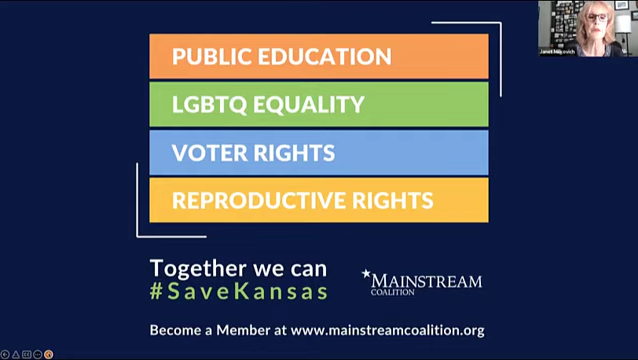 PUBLIC EDUCATION
LGBTQ EQUALITY
VOTER RIGHTS
REPRODUCTIVE RIGHTS
Together we can
#SaveKansas
MAINSTREAM
COALITION
Become a Member at www.mainstreamcoalition.org